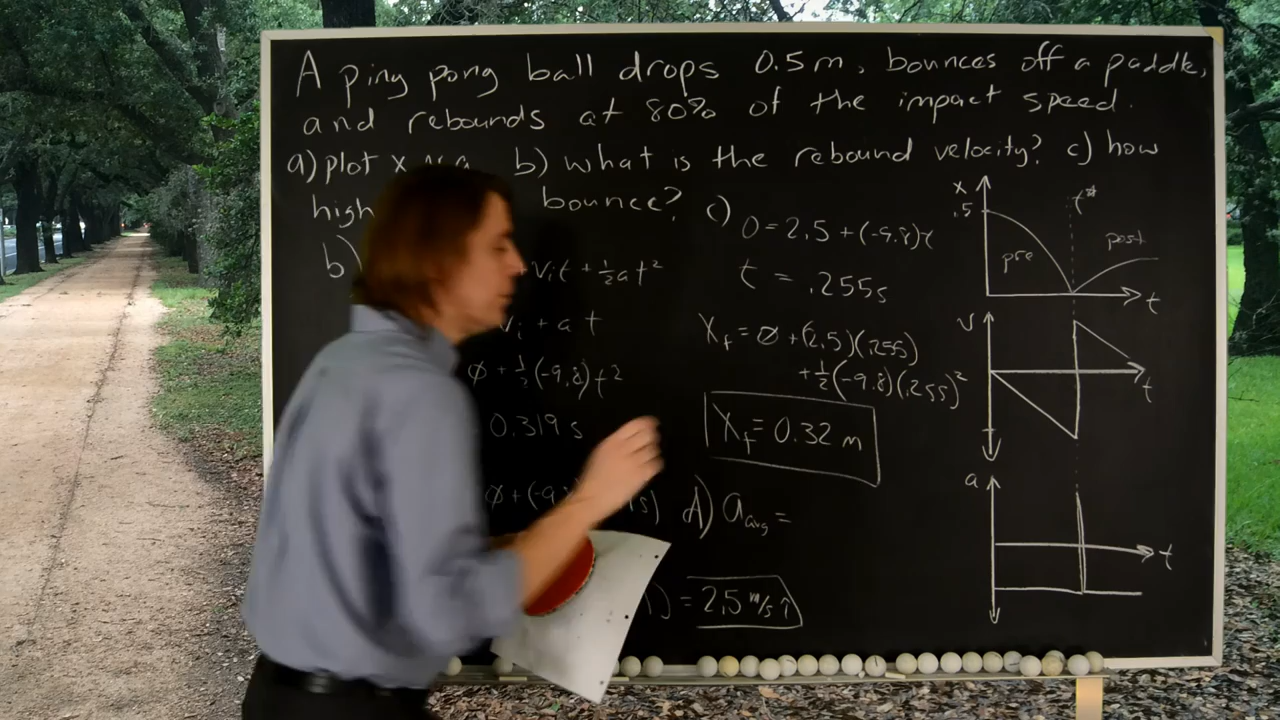 A ping pong ball drops 0.5m, bounces off a paddle,
and rebounds at 80% of the impact speed.
a) plot x b) what is the rebound velocity? c) how
high bounce?
b)
v_i t + 1/2 a t²
v_i + a t
∅ + 1/2 (-9.8) t²
0.319 s
∅ + (-9. s)
) = 2.5 m/s ↑
c) 0 = 2.5 + (-9.8)t
t = .255s
X_f = ∅ + (2.5)(.255)
+ 1/2 (-9.8)(.255)²
X_f = 0.32 m
d) a_avg =
x
.5
t*
pre
post
t
v
t
a
t